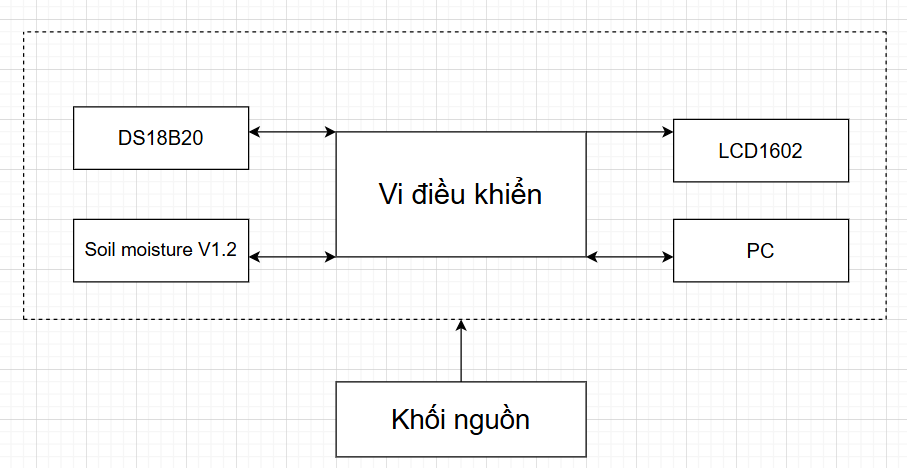 DS18B20
LCD1602
Vi điều khiển
Soil moisture V1.2
PC
Khối nguồn